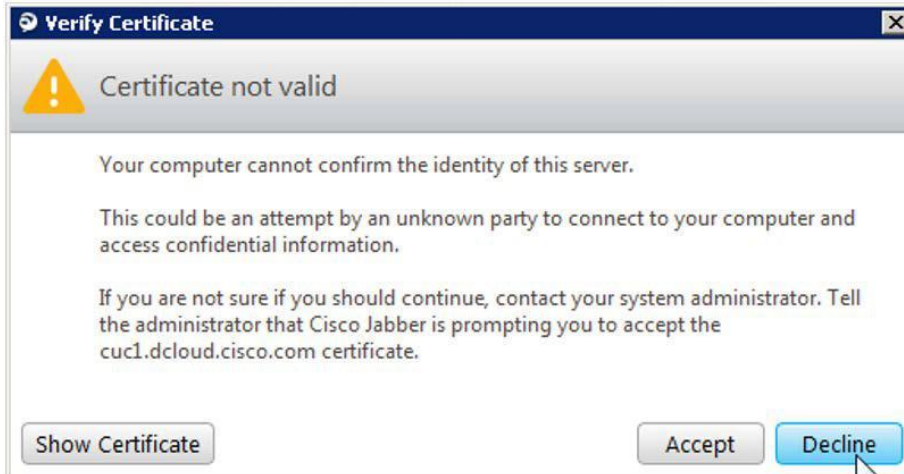 Verify Certificate
Certificate not valid
Your computer cannot confirm the identity of this server.
This could be an attempt by an unknown party to connect to your computer and
access confidential information.
If you are not sure if you should continue, contact your system administrator. Tell
the administrator that Cisco Jabber is prompting you to accept the
cuc1.dcloud.cisco.com certificate.
Show Certificate
Accept
Decline